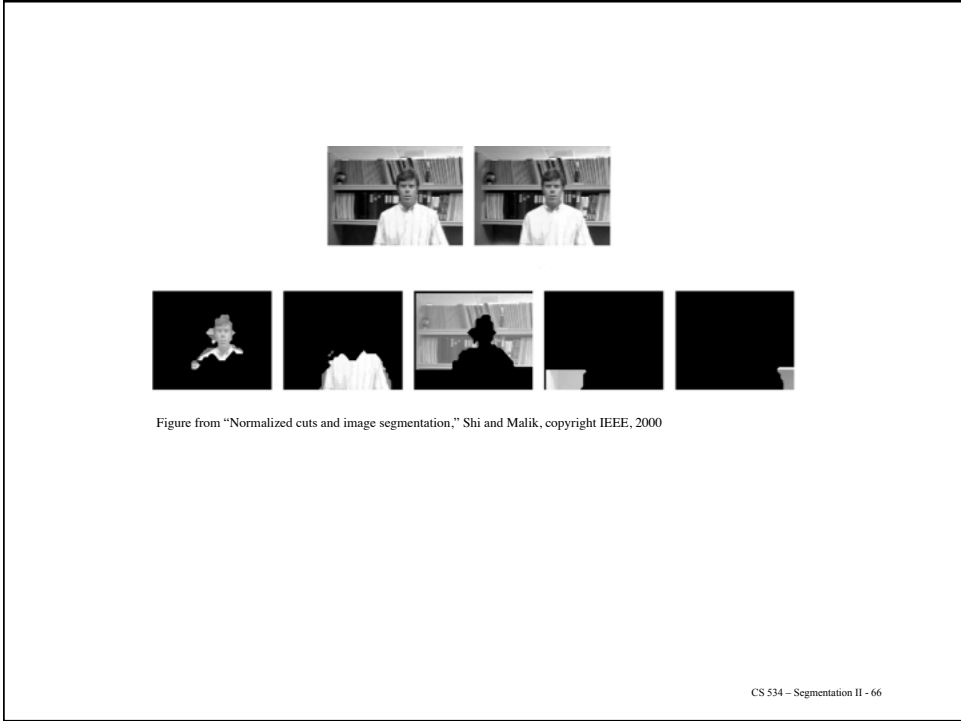 Figure from “Normalized cuts and image segmentation,” Shi and Malik, copyright IEEE, 2000
CS 534 – Segmentation II - 66